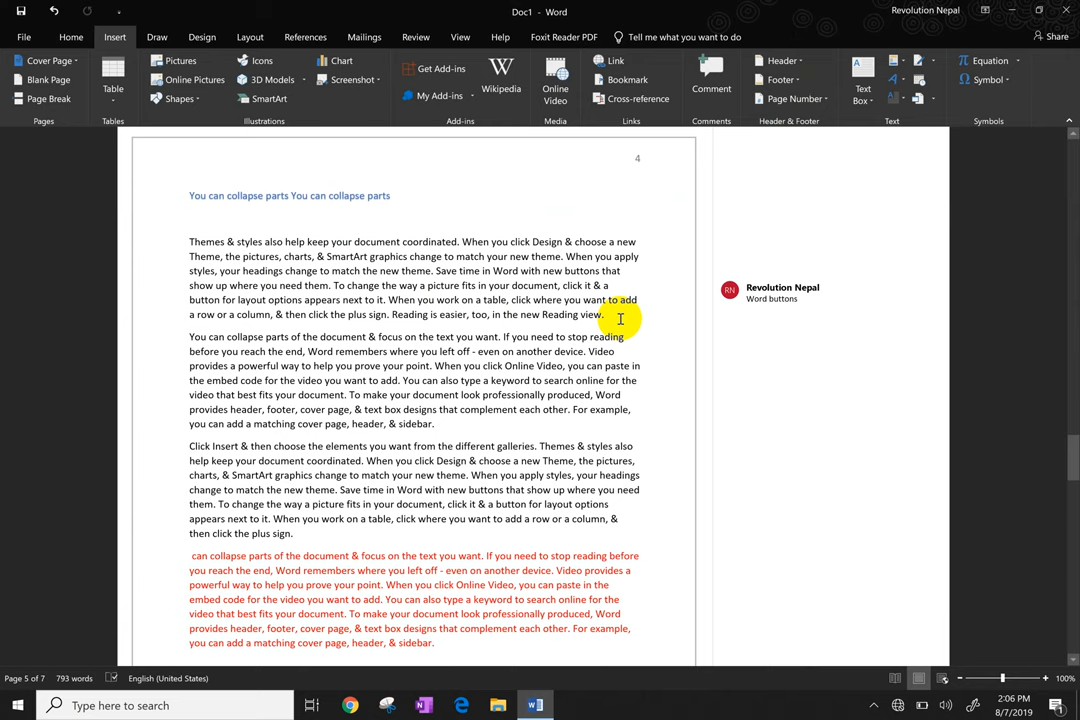 Doc1 - Word
Revolution Nepal
File Home Insert Draw Design Layout References Mailings Review View Help Foxit Reader PDF Tell me what you want to do Share
Cover Page
Blank Page
Page Break
Pages
Table
Tables
Pictures
Online Pictures
Shapes
Icons
3D Models
SmartArt
Chart
Screenshot
Illustrations
Get Add-ins
My Add-ins
Wikipedia
Add-ins
Online
Video
Media
Link
Bookmark
Cross-reference
Links
Comment
Comments
Header
Footer
Page Number
Header & Footer
Text
Box
Text
Equation
Symbol
Symbols
4
You can collapse parts You can collapse parts
Themes & styles also help keep your document coordinated. When you click Design & choose a new
Theme, the pictures, charts, & SmartArt graphics change to match your new theme. When you apply
styles, your headings change to match the new theme. Save time in Word with new buttons that
show up where you need them. To change the way a picture fits in your document, click it & a
button for layout options appears next to it. When you work on a table, click where you want to add
a row or a column, & then click the plus sign. Reading is easier, too, in the new Reading view.
Revolution Nepal
Word buttons
RN
You can collapse parts of the document & focus on the text you want. If you need to stop reading
before you reach the end, Word remembers where you left off - even on another device. Video
provides a powerful way to help you prove your point. When you click Online Video, you can paste in
the embed code for the video you want to add. You can also type a keyword to search online for the
video that best fits your document. To make your document look professionally produced, Word
provides header, footer, cover page, & text box designs that complement each other. For example,
you can add a matching cover page, header, & sidebar.
Click Insert & then choose the elements you want from the different galleries. Themes & styles also
help keep your document coordinated. When you click Design & choose a new Theme, the pictures,
charts, & SmartArt graphics change to match your new theme. When you apply styles, your headings
change to match the new theme. Save time in Word with new buttons that show up where you need
them. To change the way a picture fits in your document, click it & a button for layout options
appears next to it. When you work on a table, click where you want to add a row or a column, &
then click the plus sign.
can collapse parts of the document & focus on the text you want. If you need to stop reading before
you reach the end, Word remembers where you left off - even on another device. Video provides a
powerful way to help you prove your point. When you click Online Video, you can paste in the
embed code for the video you want to add. You can also type a keyword to search online for the
video that best fits your document. To make your document look professionally produced, Word
provides header, footer, cover page, & text box designs that complement each other. For example,
you can add a matching cover page, header, & sidebar.
Page 5 of 7 793 words English (United States) 100%
Type here to search
2:06 PM
8/7/2019